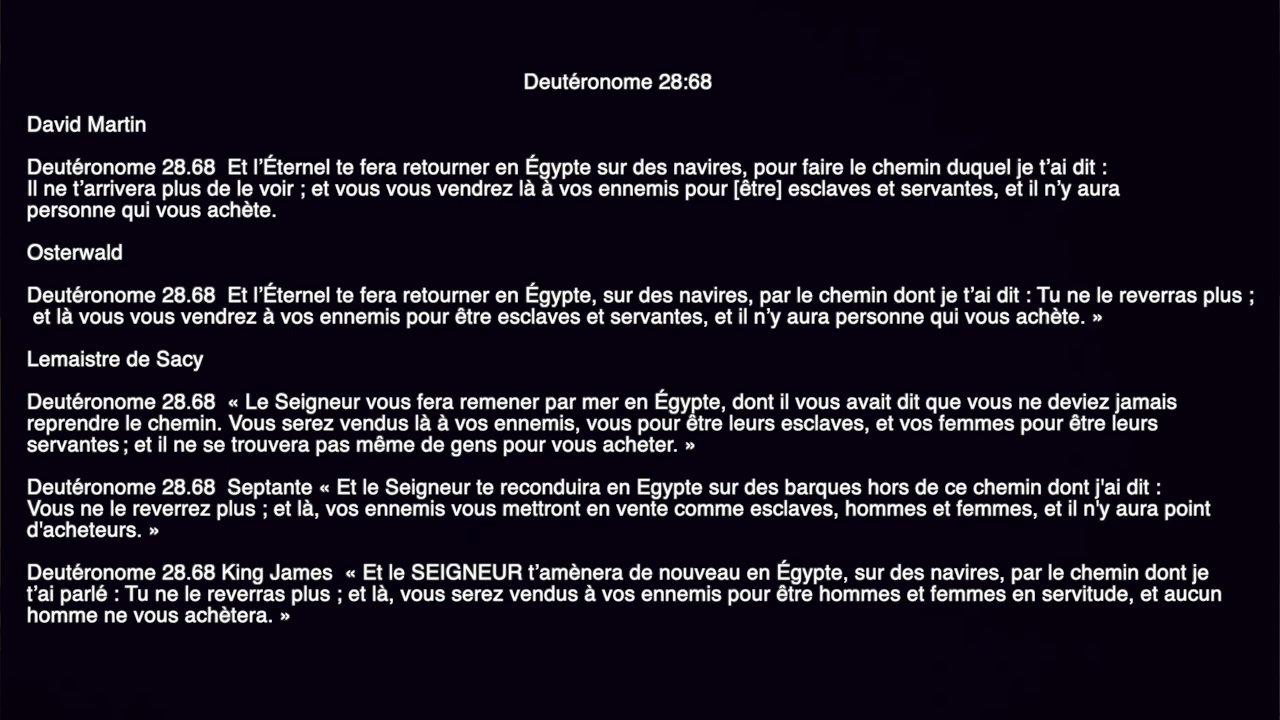 Deutéronome 28:68
David Martin
Deutéronome 28.68 Et l’Éternel te fera retourner en Égypte sur des navires, pour faire le chemin duquel je t’ai dit :
Il ne t’arrivera plus de le voir ; et vous vous vendrez là à vos ennemis pour [être] esclaves et servantes, et il n’y aura
personne qui vous achète.
Osterwald
Deutéronome 28.68 Et l’Éternel te fera retourner en Égypte, sur des navires, par le chemin dont je t’ai dit : Tu ne le reverras plus ;
et là vous vous vendrez à vos ennemis pour être esclaves et servantes, et il n’y aura personne qui vous achète. »
Lemaistre de Sacy
Deutéronome 28.68 « Le Seigneur vous fera remener par mer en Égypte, dont il vous avait dit que vous ne deviez jamais
reprendre le chemin. Vous serez vendus là à vos ennemis, vous pour être leurs esclaves, et vos femmes pour être leurs
servantes ; et il ne se trouvera pas même de gens pour vous acheter. »
Deutéronome 28.68 Septante « Et le Seigneur te reconduira en Egypte sur des barques hors de ce chemin dont j'ai dit :
Vous ne le reverrez plus ; et là, vos ennemis vous mettront en vente comme esclaves, hommes et femmes, et il n'y aura point
d'acheteurs. »
Deutéronome 28.68 King James « Et le SEIGNEUR t’amènera de nouveau en Égypte, sur des navires, par le chemin dont je
t’ai parlé : Tu ne le reverras plus ; et là, vous serez vendus à vos ennemis pour être hommes et femmes en servitude, et aucun
homme ne vous achètera. »